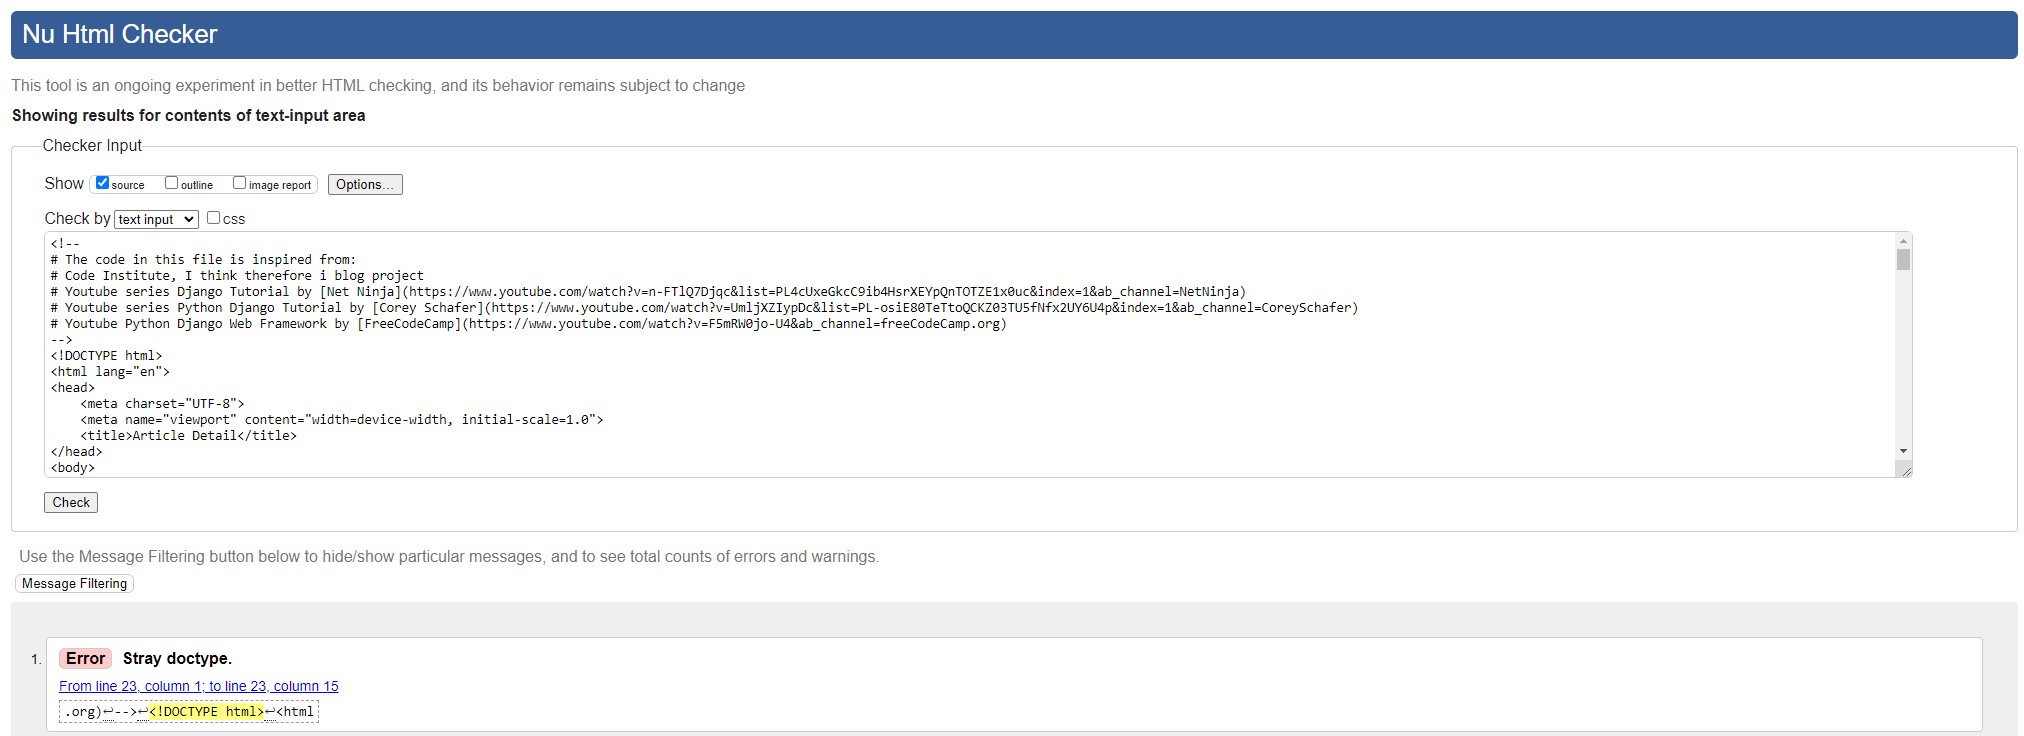 Nu Html Checker
This tool is an ongoing experiment in better HTML checking, and its behavior remains subject to change
Showing results for contents of text-input area
Checker Input
Show source outline image report Options...
Check by text input css
<!--
# The code in this file is inspired from:
# Code Institute, I think therefore i blog project
# Youtube series Django Tutorial by [Net Ninja](https://www.youtube.com/watch?v=n-FTlQ7Djqc&list=PL4cUxeGkcC9ib4HsrXEYpQnTOTZE1x0uc&index=1&ab_channel=NetNinja)
# Youtube series Python Django Tutorial by [Corey Schafer](https://www.youtube.com/watch?v=UmljXZIypDc&list=PL-osiE80TeTtoQCKZ03TU5fNfx2UY6U4p&index=1&ab_channel=CoreySchafer)
# Youtube Python Django Web Framework by [FreeCodeCamp](https://www.youtube.com/watch?v=F5mRW0jo-U4&ab_channel=freeCodeCamp.org)
-->
<!DOCTYPE html>
<html lang="en">
<head>
    <meta charset="UTF-8">
    <meta name="viewport" content="width=device-width, initial-scale=1.0">
    <title>Article Detail</title>
</head>
<body>
Check
Use the Message Filtering button below to hide/show particular messages, and to see total counts of errors and warnings.
Message Filtering
1. Error Stray doctype.
From line 23, column 1; to line 23, column 15
.org)↩-->↩<!DOCTYPE html>↩<html